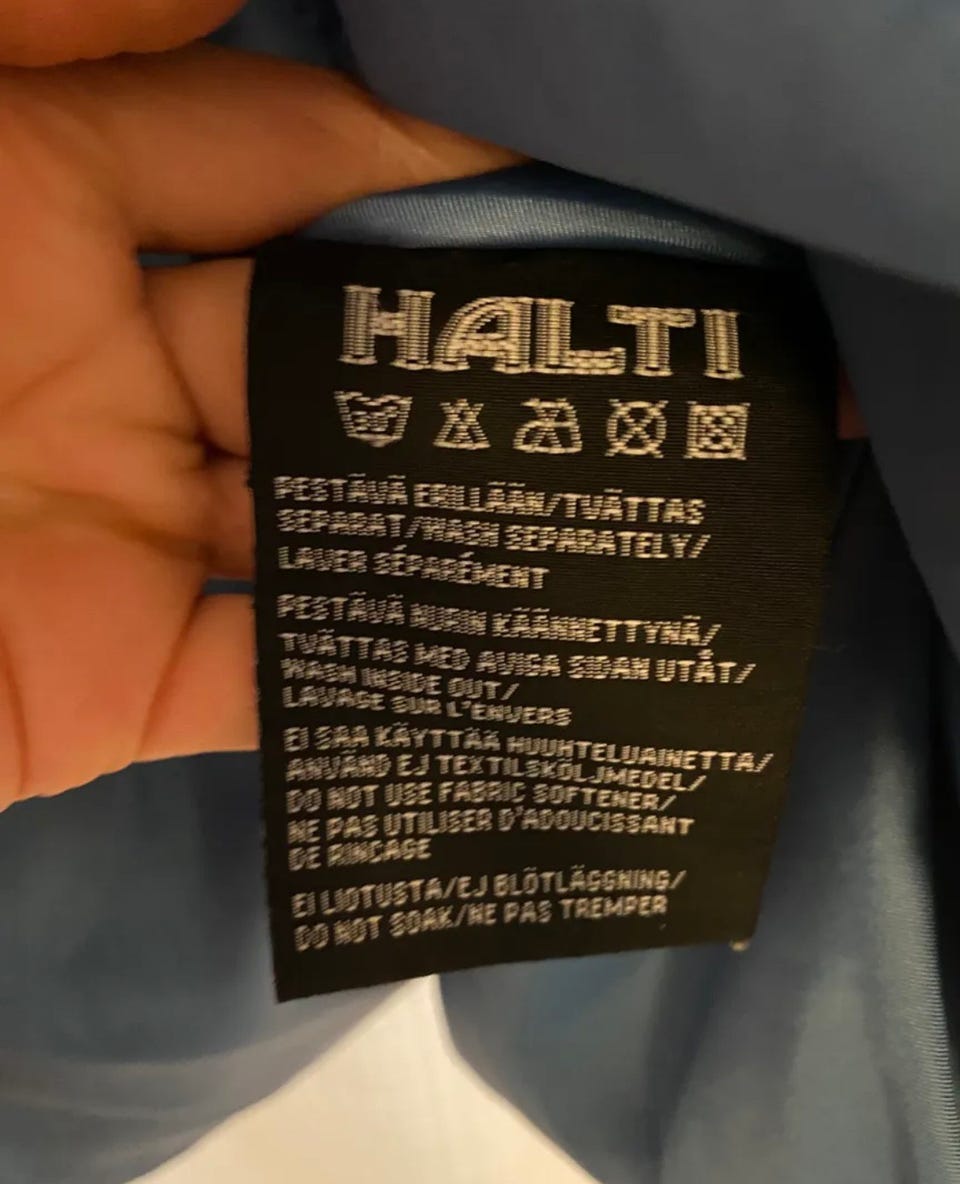 HALTI
PESTÄVÄ ERILLÄÄN/TVÄTTAS
SEPARAT/WASH SEPARATELY/
LAVER SÉPARÉMENT
PESTÄVÄ NURIN KÄÄNNETTYNÄ/
TVÄTTAS MED AVIGA SIDAN UTÅT/
WASH INSIDE OUT/
LAVAGE SUR L'ENVERS
EI SAA KÄYTTÄÄ HUUHTELUAINETTA/
ANVÄND EJ TEXTILSKÖLJMEDEL/
DO NOT USE FABRIC SOFTENER/
NE PAS UTILISER D'ADOUCISSANT
DE RINCAGE
EI LIOTUSTA/EJ BLÖTLÄGGNING/
DO NOT SOAK/NE PAS TREMPER